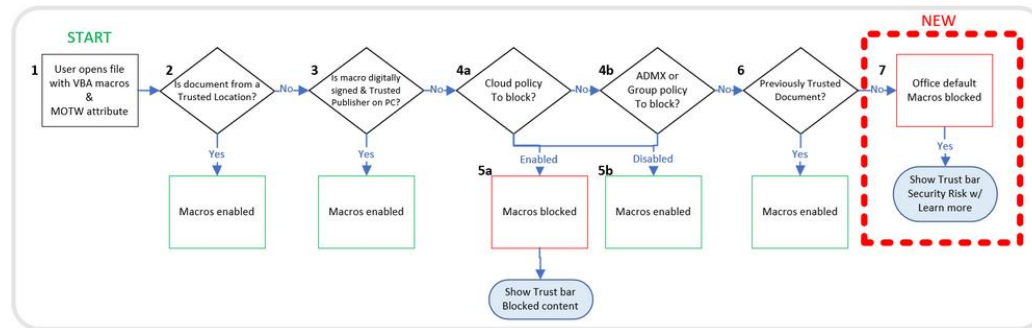 START
NEW
1
User opens file
with VBA macros
&
MOTW attribute
2
Is document from a
Trusted Location?
No
3
Is macro digitally
signed & Trusted
Publisher on PC?
No
4a
Cloud policy
To block?
No
4b
ADMX or
Group policy
To block?
No
6
Previously Trusted
Document?
No
7
Office default
Macros blocked
Yes
Yes
Enabled
Disabled
Yes
Yes
Macros enabled
Macros enabled
5a
Macros blocked
5b
Macros enabled
Macros enabled
Show Trust bar
Security Risk w/
Learn more
Show Trust bar
Blocked content